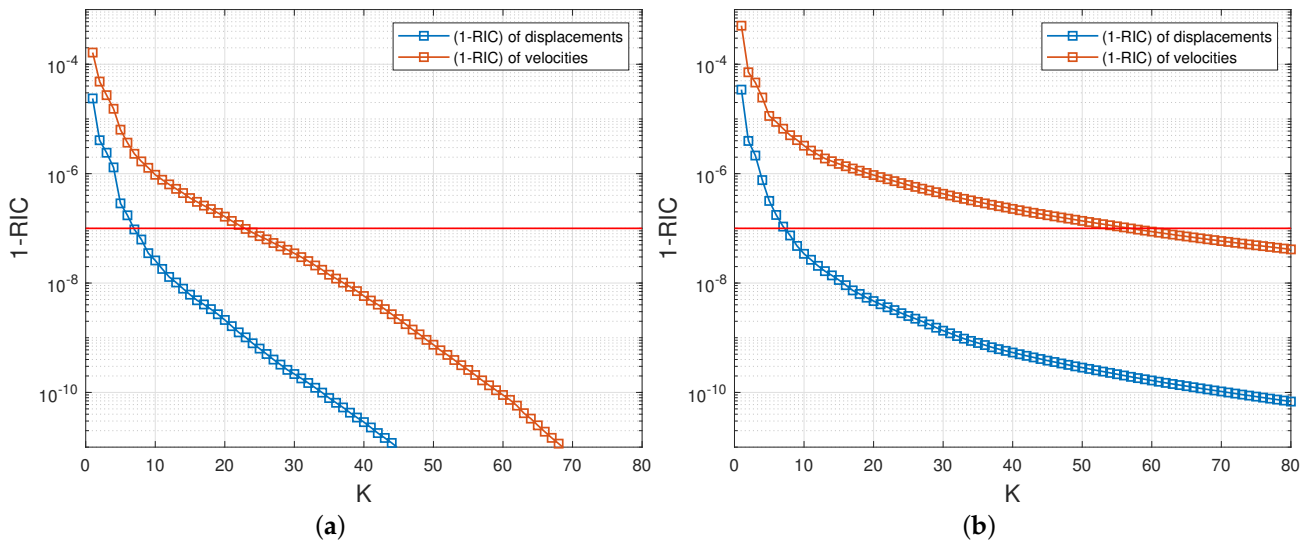 (1-RIC) of displacements
(1-RIC) of velocities
10^-4
10^-6
10^-8
10^-10
1-RIC
0 10 20 30 40 50 60 70 80
K
(a)
(1-RIC) of displacements
(1-RIC) of velocities
10^-4
10^-6
10^-8
10^-10
1-RIC
0 10 20 30 40 50 60 70 80
K
(b)